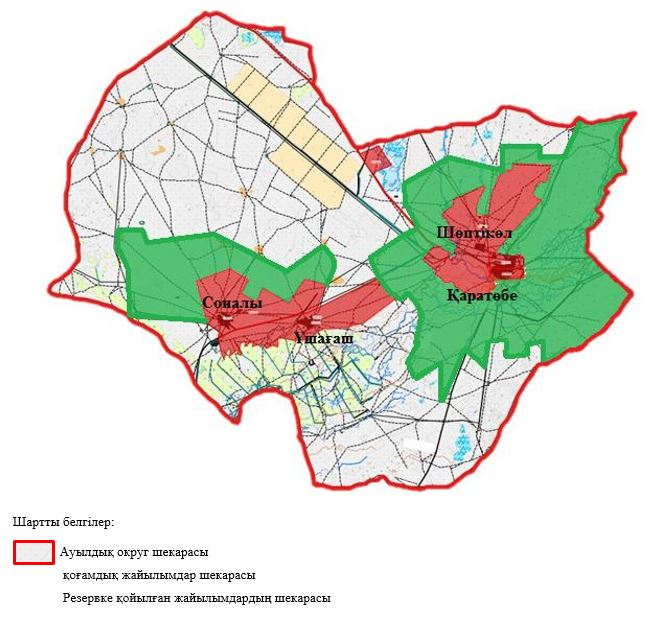 Шөптікөл
Қаратөбе
Соналы
Үшағаш
Шартты белгілер:
Ауылдық округ шекарасы
қоғамдық жайылымдар шекарасы
Резервке қойылған жайылымдардың шекарасы